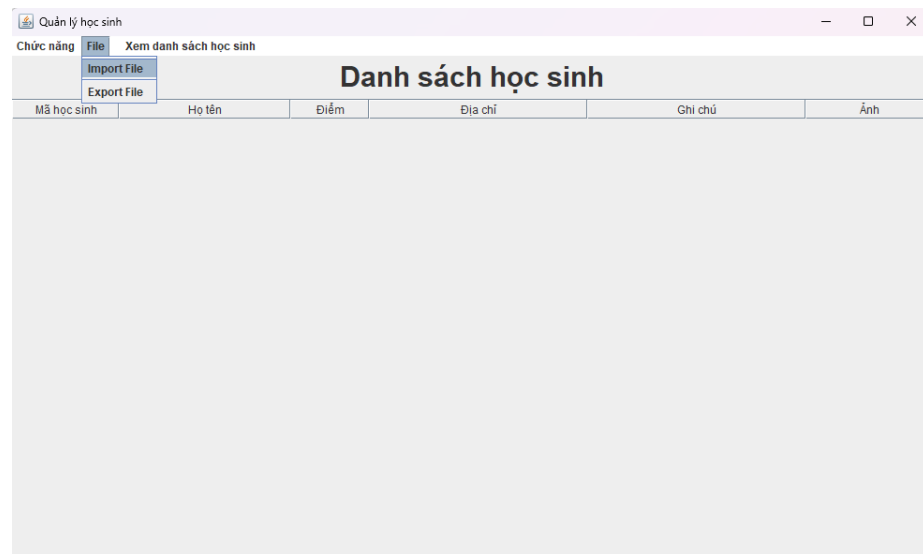 Quản lý học sinh
Chức năng File Xem danh sách học sinh
Import File
Export File
Danh sách học sinh
Mã học sinh Họ tên Điểm Địa chỉ Ghi chú Ảnh